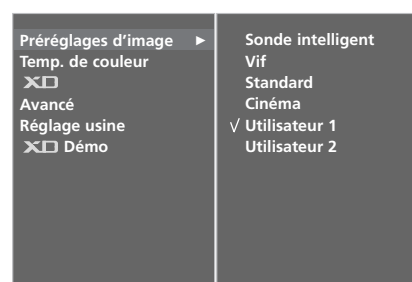 Préréglages d'image ►
Temp. de couleur
XD
Avancé
Réglage usine
XD Démo
Sonde intelligent
Vif
Standard
Cinéma
√ Utilisateur 1
Utilisateur 2